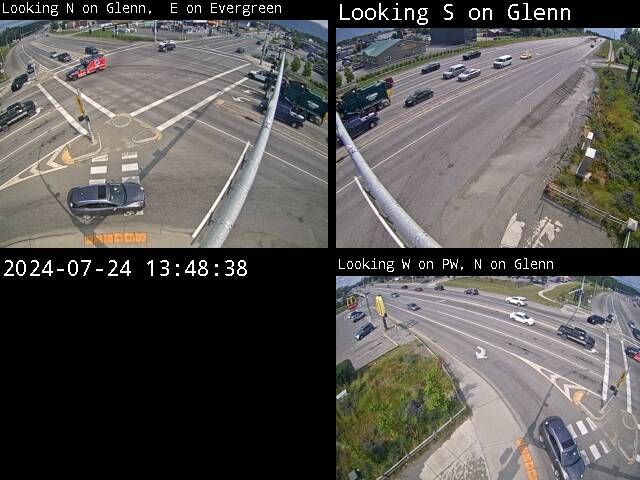 Looking N on Glenn, E on Evergreen
Looking S on Glenn
2024-07-24 13:48:38
Looking W on PW, N on Glenn